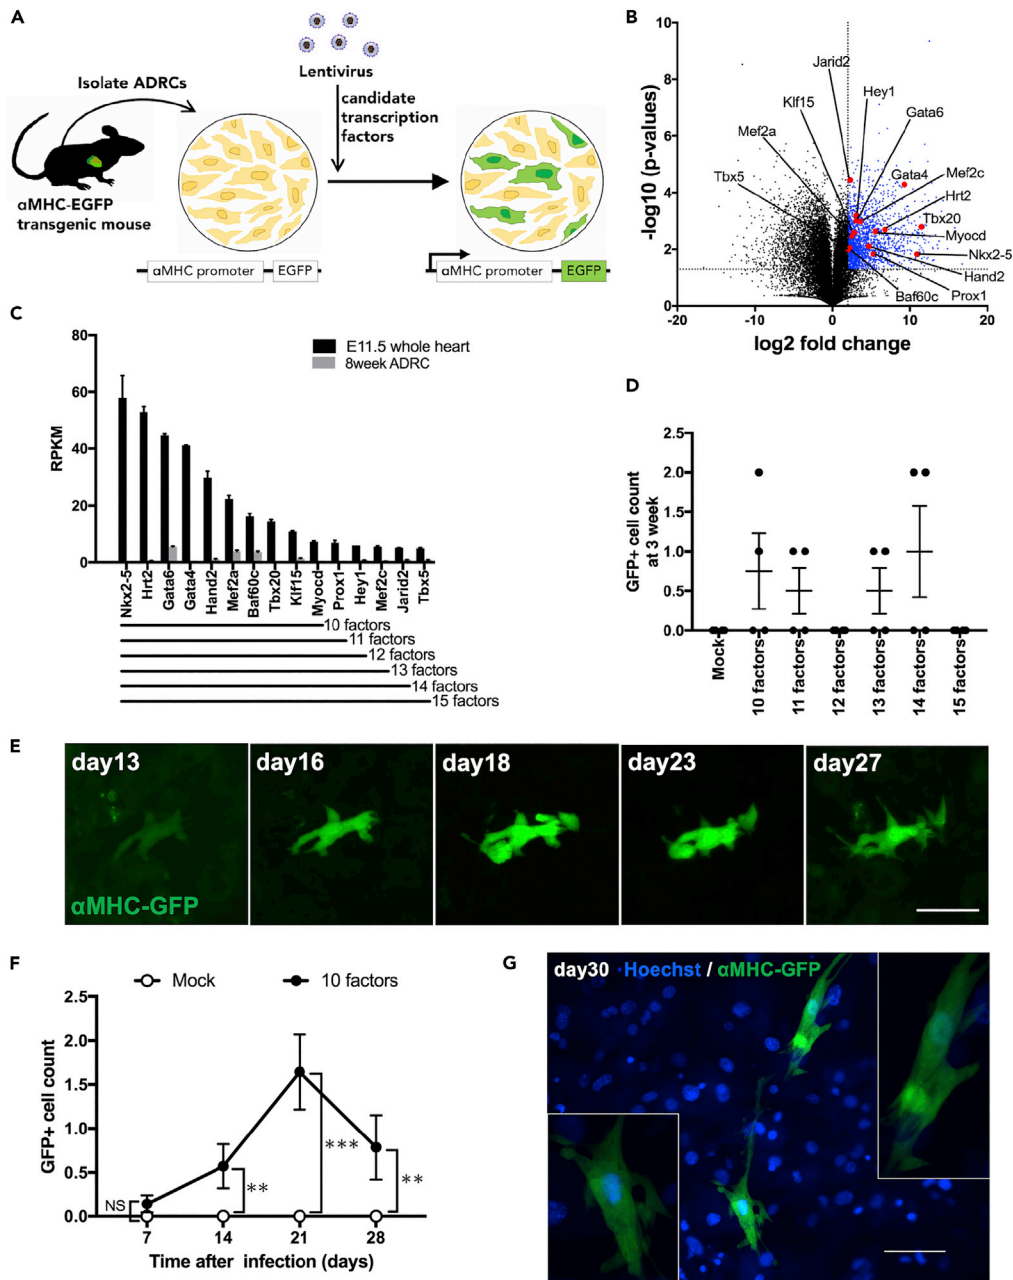 A
Isolate ADRCs
αMHC-EGFP
transgenic mouse
Lentivirus
candidate
transcription
factors
αMHC promoter
EGFP
αMHC promoter
EGFP
B
-log10 (p-values)
10
8
6
4
2
0
-20
-10
0
10
20
log2 fold change
Jarid2
Hey1
Klf15
Gata6
Mef2a
Tbx5
Gata4
Mef2c
Hrt2
Tbx20
Myocd
Nkx2-5
Hand2
Baf60c
Prox1
C
RPKM
80
60
40
20
0
E11.5 whole heart
8week ADRC
Nkx2-5
Hrt2
Gata6
Gata4
Hand2
Mef2a
Baf60c
Tbx20
Klf15
Myocd
Prox1
Hey1
Mef2c
Jarid2
Tbx5
10 factors
11 factors
12 factors
13 factors
14 factors
15 factors
D
GFP+ cell count
at 3 week
2.5
2.0
1.5
1.0
0.5
0.0
Mock
10 factors
11 factors
12 factors
13 factors
14 factors
15 factors
E
day13
day16
day18
day23
day27
αMHC-GFP
F
Mock
10 factors
GFP+ cell count
2.5
2.0
1.5
1.0
0.5
0.0
NS
**
***
**
7
14
21
28
Time after infection (days)
G
day30 Hoechst / αMHC-GFP